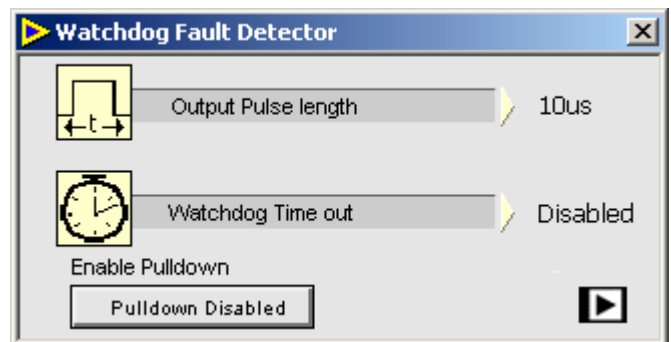 Watchdog Fault Detector
t
Output Pulse length
10us
Watchdog Time out
Disabled
Enable Pulldown
Pulldown Disabled